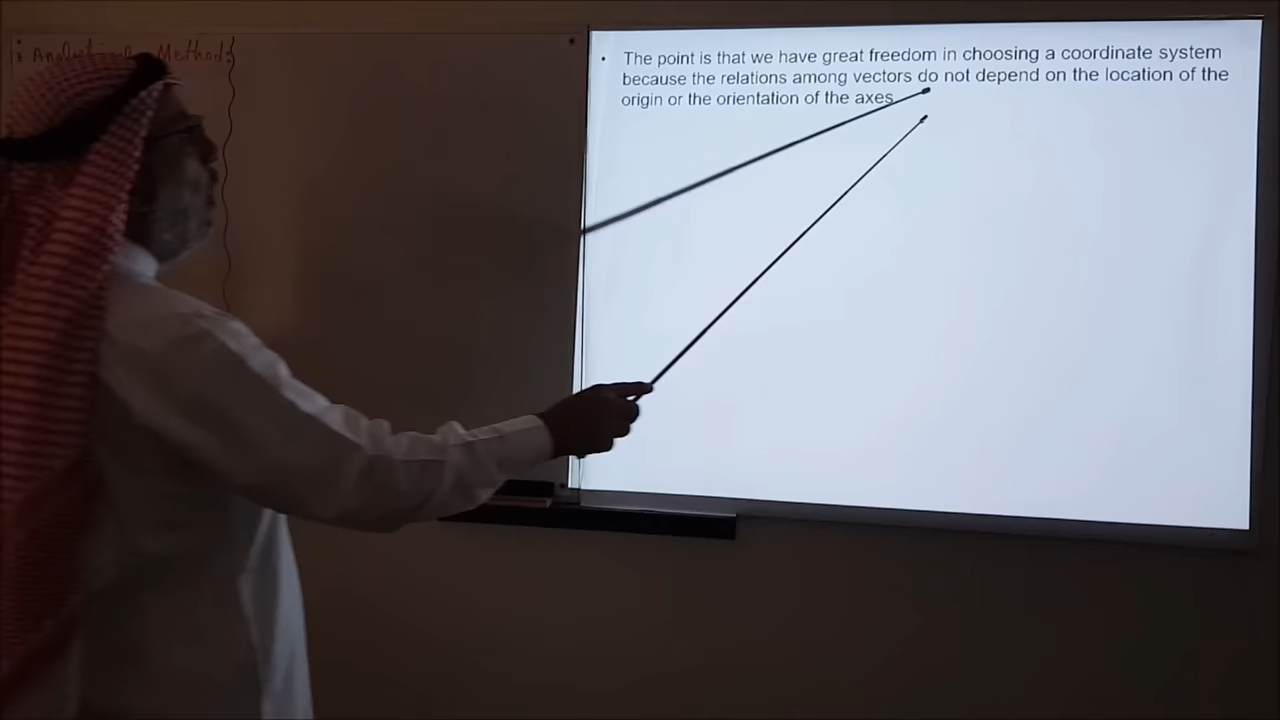 Method:
• The point is that we have great freedom in choosing a coordinate system
because the relations among vectors do not depend on the location of the
origin or the orientation of the axes